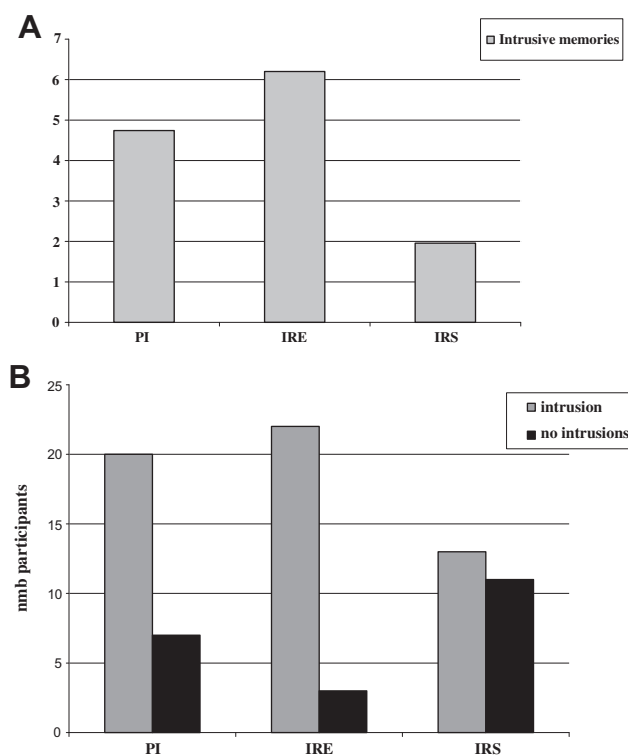 A
7
6
5
4
3
2
1
0
Intrusive memories
PI IRE IRS
B
25
20
15
10
5
0
nmb participants
intrusion
no intrusions
PI IRE IRS